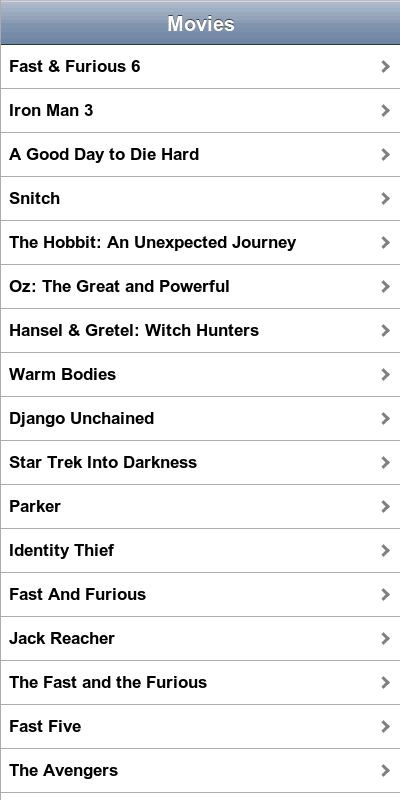 Movies
Fast & Furious 6
Iron Man 3
A Good Day to Die Hard
Snitch
The Hobbit: An Unexpected Journey
Oz: The Great and Powerful
Hansel & Gretel: Witch Hunters
Warm Bodies
Django Unchained
Star Trek Into Darkness
Parker
Identity Thief
Fast And Furious
Jack Reacher
The Fast and the Furious
Fast Five
The Avengers